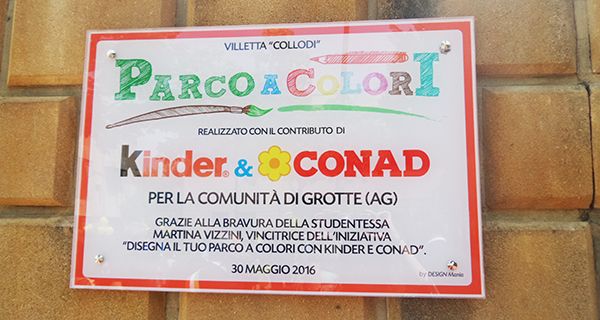 VILLETTA "COLLODI"
PARCO A COLORI
REALIZZATO CON IL CONTRIBUTO DI
Kinder® & CONAD
PER LA COMUNITÀ DI GROTTE (AG)
GRAZIE ALLA BRAVURA DELLA STUDENTESSA
MARTINA VIZZINI, VINCITRICE DELL'INIZIATIVA
"DISEGNA IL TUO PARCO A COLORI CON KINDER E CONAD".
30 MAGGIO 2016
by DESIGN Mania